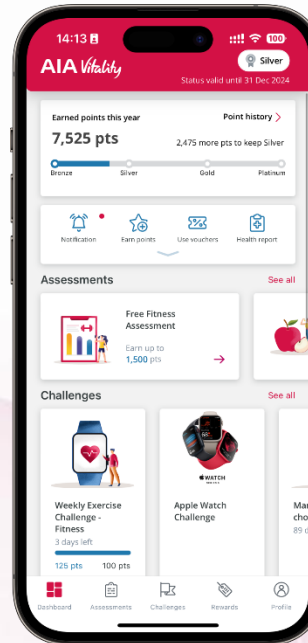 14:13
100
AIA Vitality
Silver
Status valid until 31 Dec 2024
Earned points this year
Point history
7,525 pts
2,475 more pts to keep Silver
Bronze
Silver
Gold
Platinum
Notification
Earn points
Use vouchers
Health report
Assessments
See all
Free Fitness
Assessment
Earn up to
1,500 pts
Challenges
See all
WATCH
Weekly Exercise
Challenge -
Fitness
3 days left
125 pts
100 pts
Apple Watch
Challenge
Mar
cho
89 d
Dashboard
Assessments
Challenges
Rewards
Profile